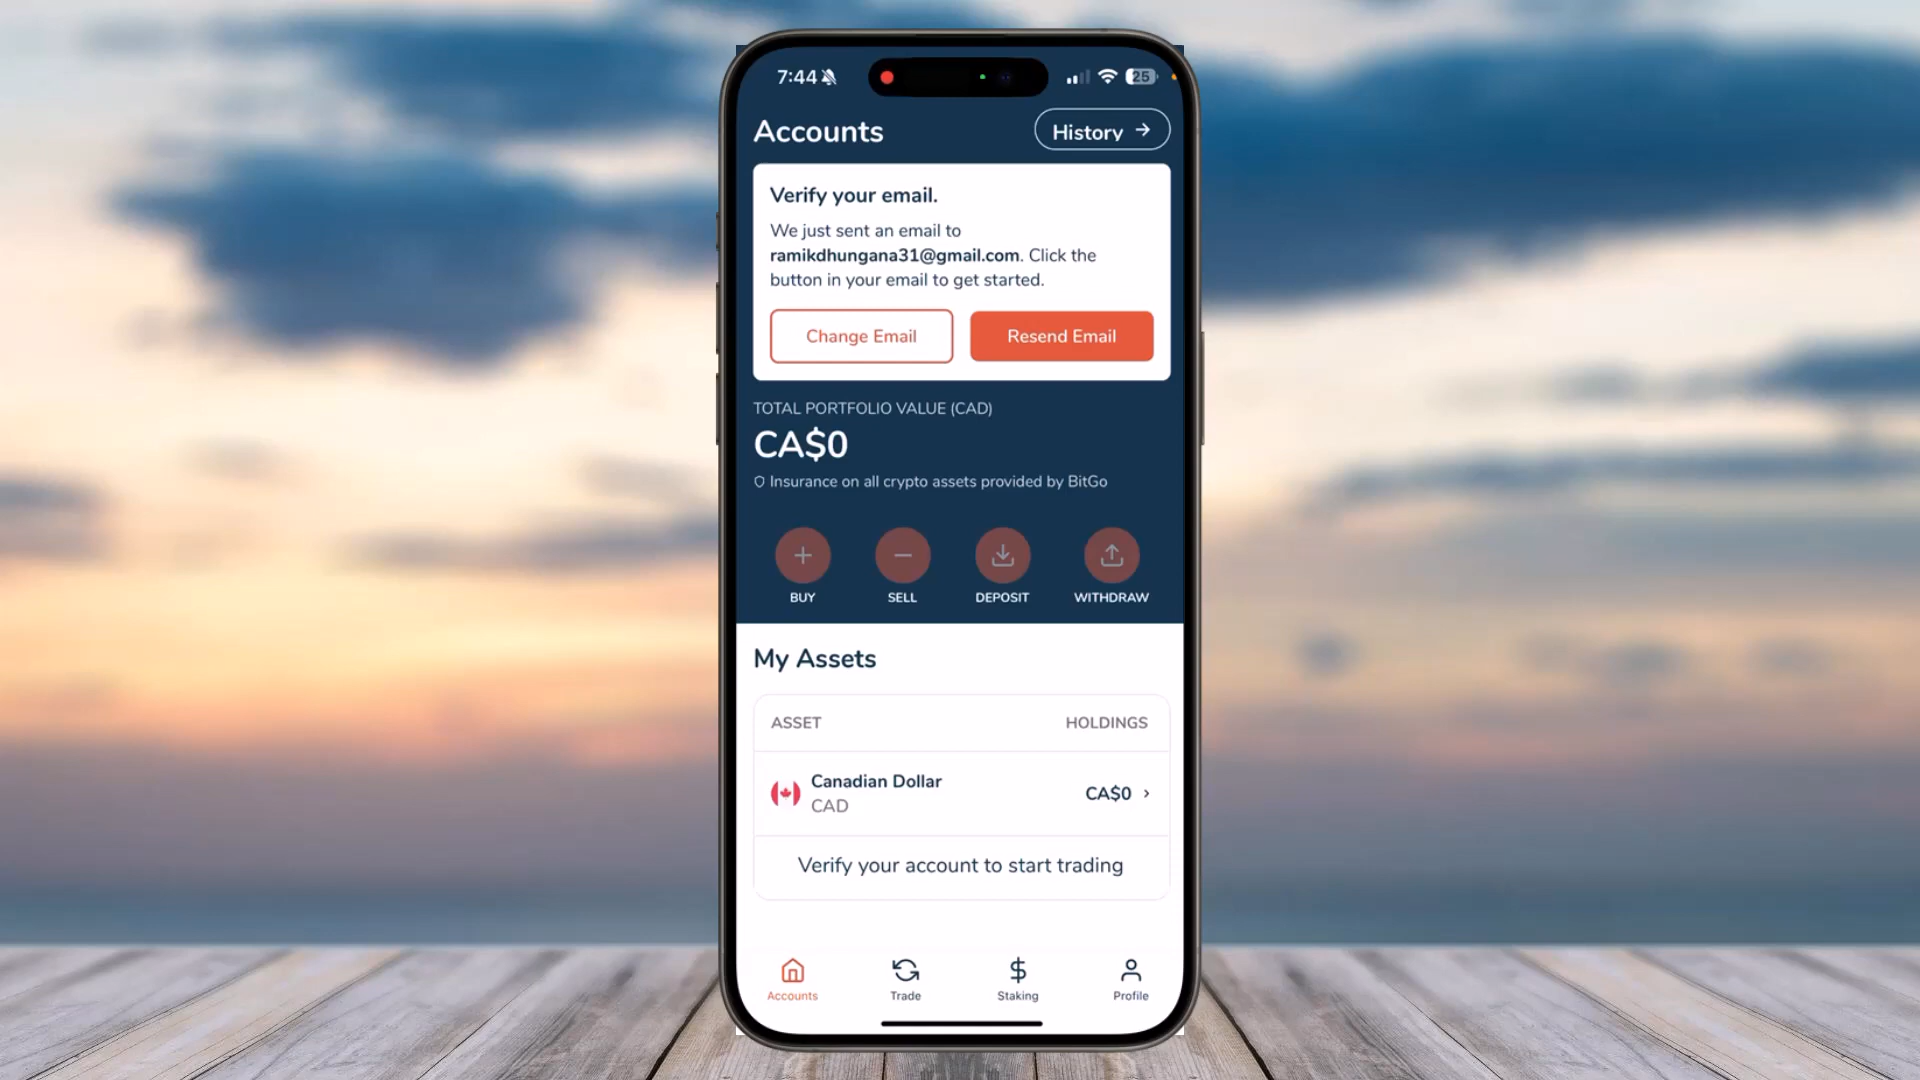 7:44
25
Accounts
History
Verify your email.
We just sent an email to
ramikdhungana31@gmail.com. Click the
button in your email to get started.
Change Email
Resend Email
TOTAL PORTFOLIO VALUE (CAD)
CA$0
Insurance on all crypto assets provided by BitGo
BUY
SELL
DEPOSIT
WITHDRAW
My Assets
ASSET
HOLDINGS
Canadian Dollar
CAD
CA$0
Verify your account to start trading
Accounts
Trade
Staking
Profile